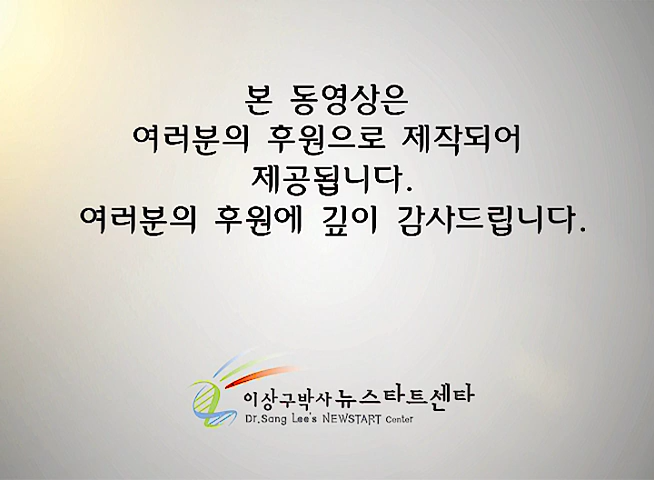 본 동영상은
여러분의 후원으로 제작되어
제공됩니다.
여러분의 후원에 깊이 감사드립니다.
이상구박사뉴스타트센타
Dr.Sang Lee's NEWSTART Center